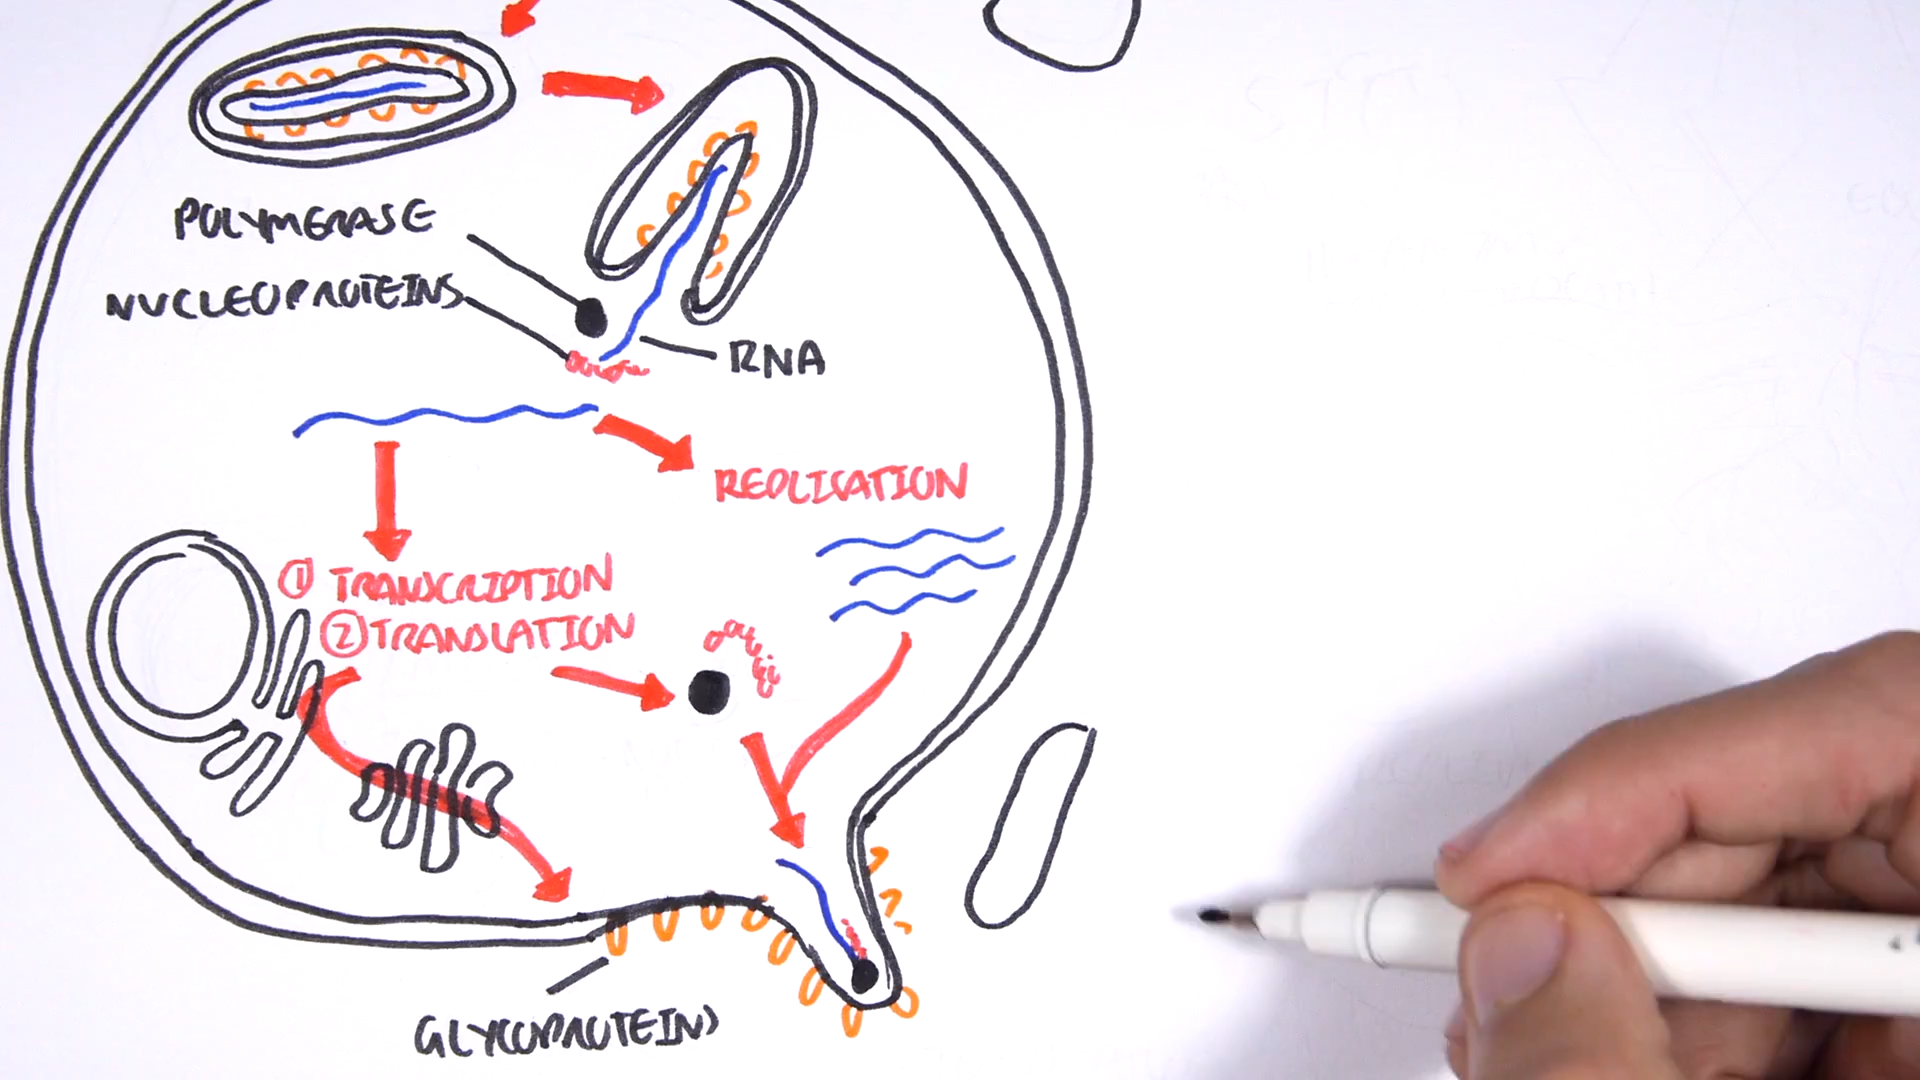 POLYMERASE
NUCLEOPROTEINS
RNA
REPLICATION
① TRANSCRIPTION
② TRANSLATION
GLYCOPROTEINS